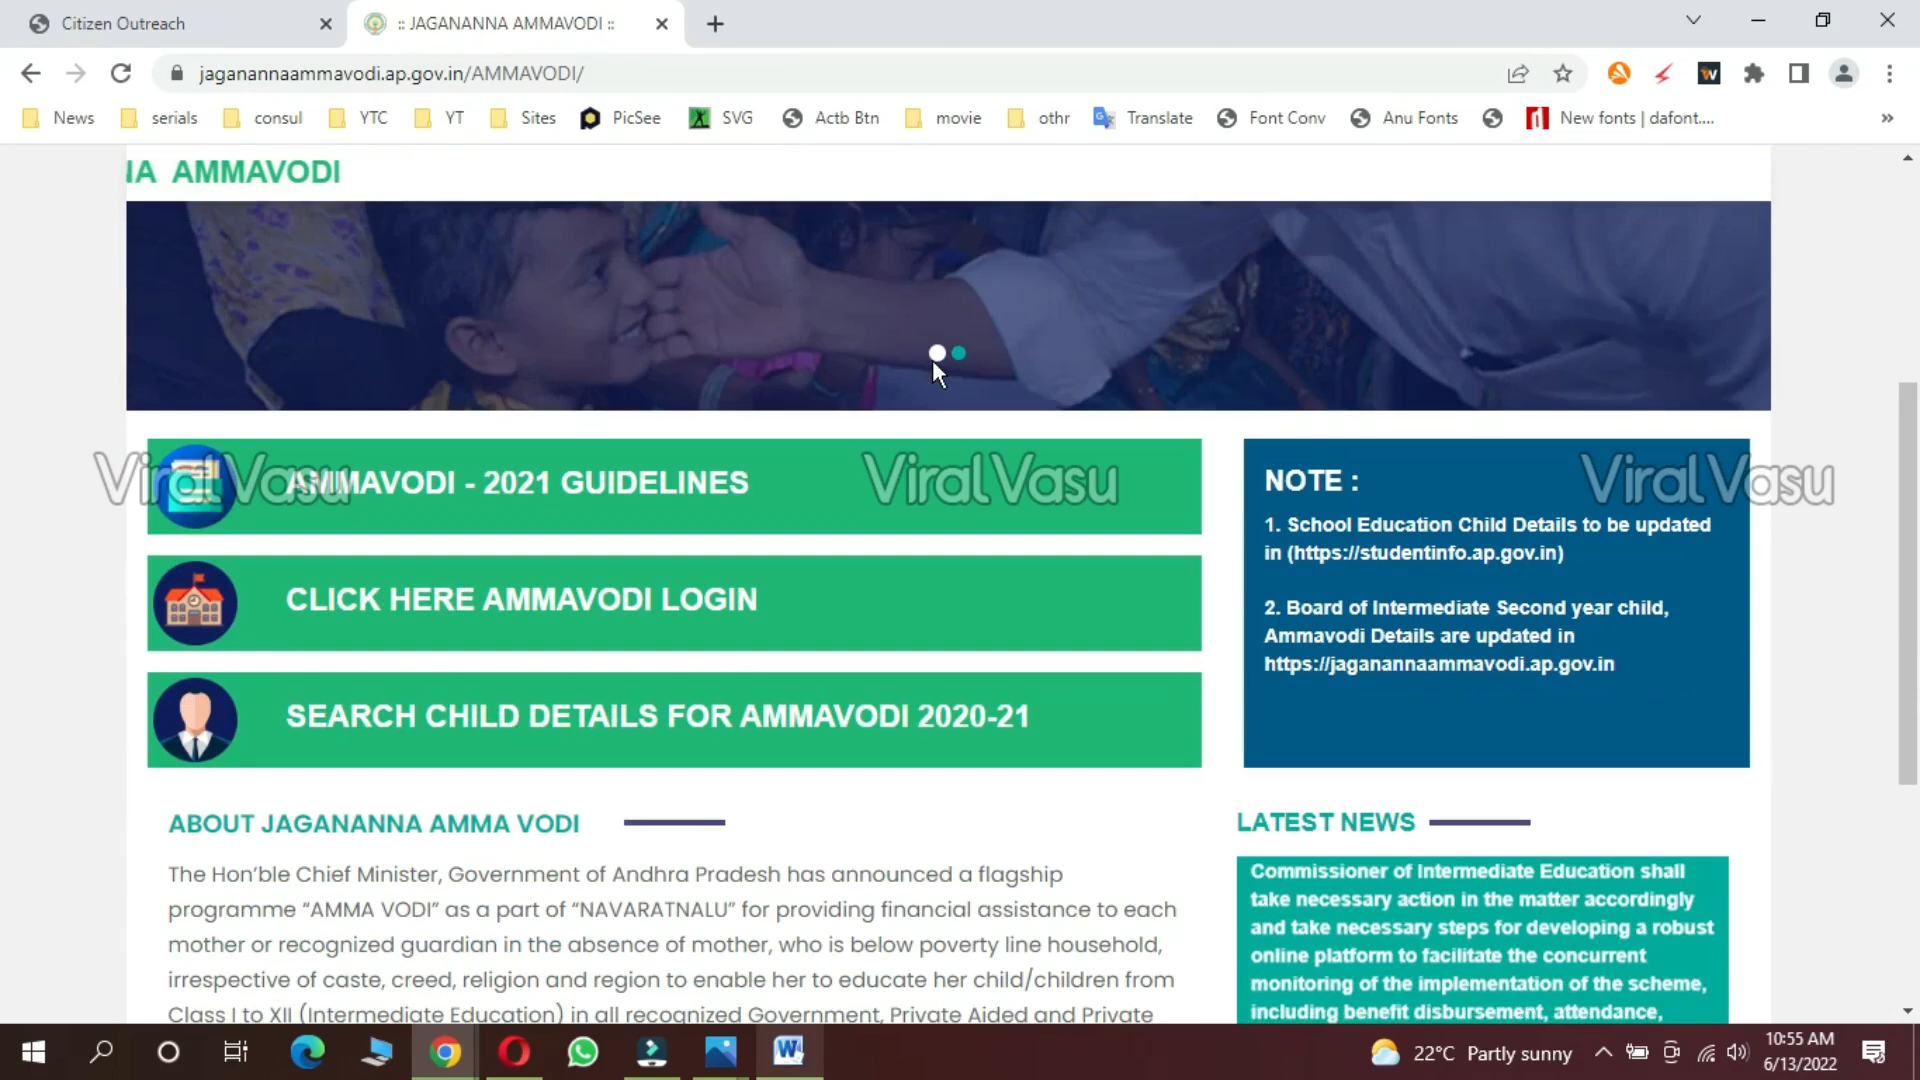 Citizen Outreach
:: JAGANANNA AMMAVODI ::
jaganannaammavodi.ap.gov.in/AMMAVODI/
News
serials
consul
YTC
YT
Sites
PicSee
SVG
Actb Btn
movie
othr
Translate
Font Conv
Anu Fonts
New fonts | dafont....
NA AMMAVODI
AMMAVODI - 2021 GUIDELINES
CLICK HERE AMMAVODI LOGIN
SEARCH CHILD DETAILS FOR AMMAVODI 2020-21
Viral Vasu
Viral Vasu
Viral Vasu
NOTE :
1. School Education Child Details to be updated
in (https://studentinfo.ap.gov.in)
2. Board of Intermediate Second year child,
Ammavodi Details are updated in
https://jaganannaammavodi.ap.gov.in
ABOUT JAGANANNA AMMA VODI
The Hon’ble Chief Minister, Government of Andhra Pradesh has announced a flagship
programme “AMMA VODI” as a part of “NAVARATNALU” for providing financial assistance to each
mother or recognized guardian in the absence of mother, who is below poverty line household,
irrespective of caste, creed, religion and region to enable her to educate her child/children from
Class I to XII (Intermediate Education) in all recognized Government, Private Aided and Private
LATEST NEWS
Commissioner of Intermediate Education shall
take necessary action in the matter accordingly
and take necessary steps for developing a robust
online platform to facilitate the concurrent
monitoring of the implementation of the scheme,
including benefit disbursement, attendance,
22°C Partly sunny
10:55 AM
6/13/2022